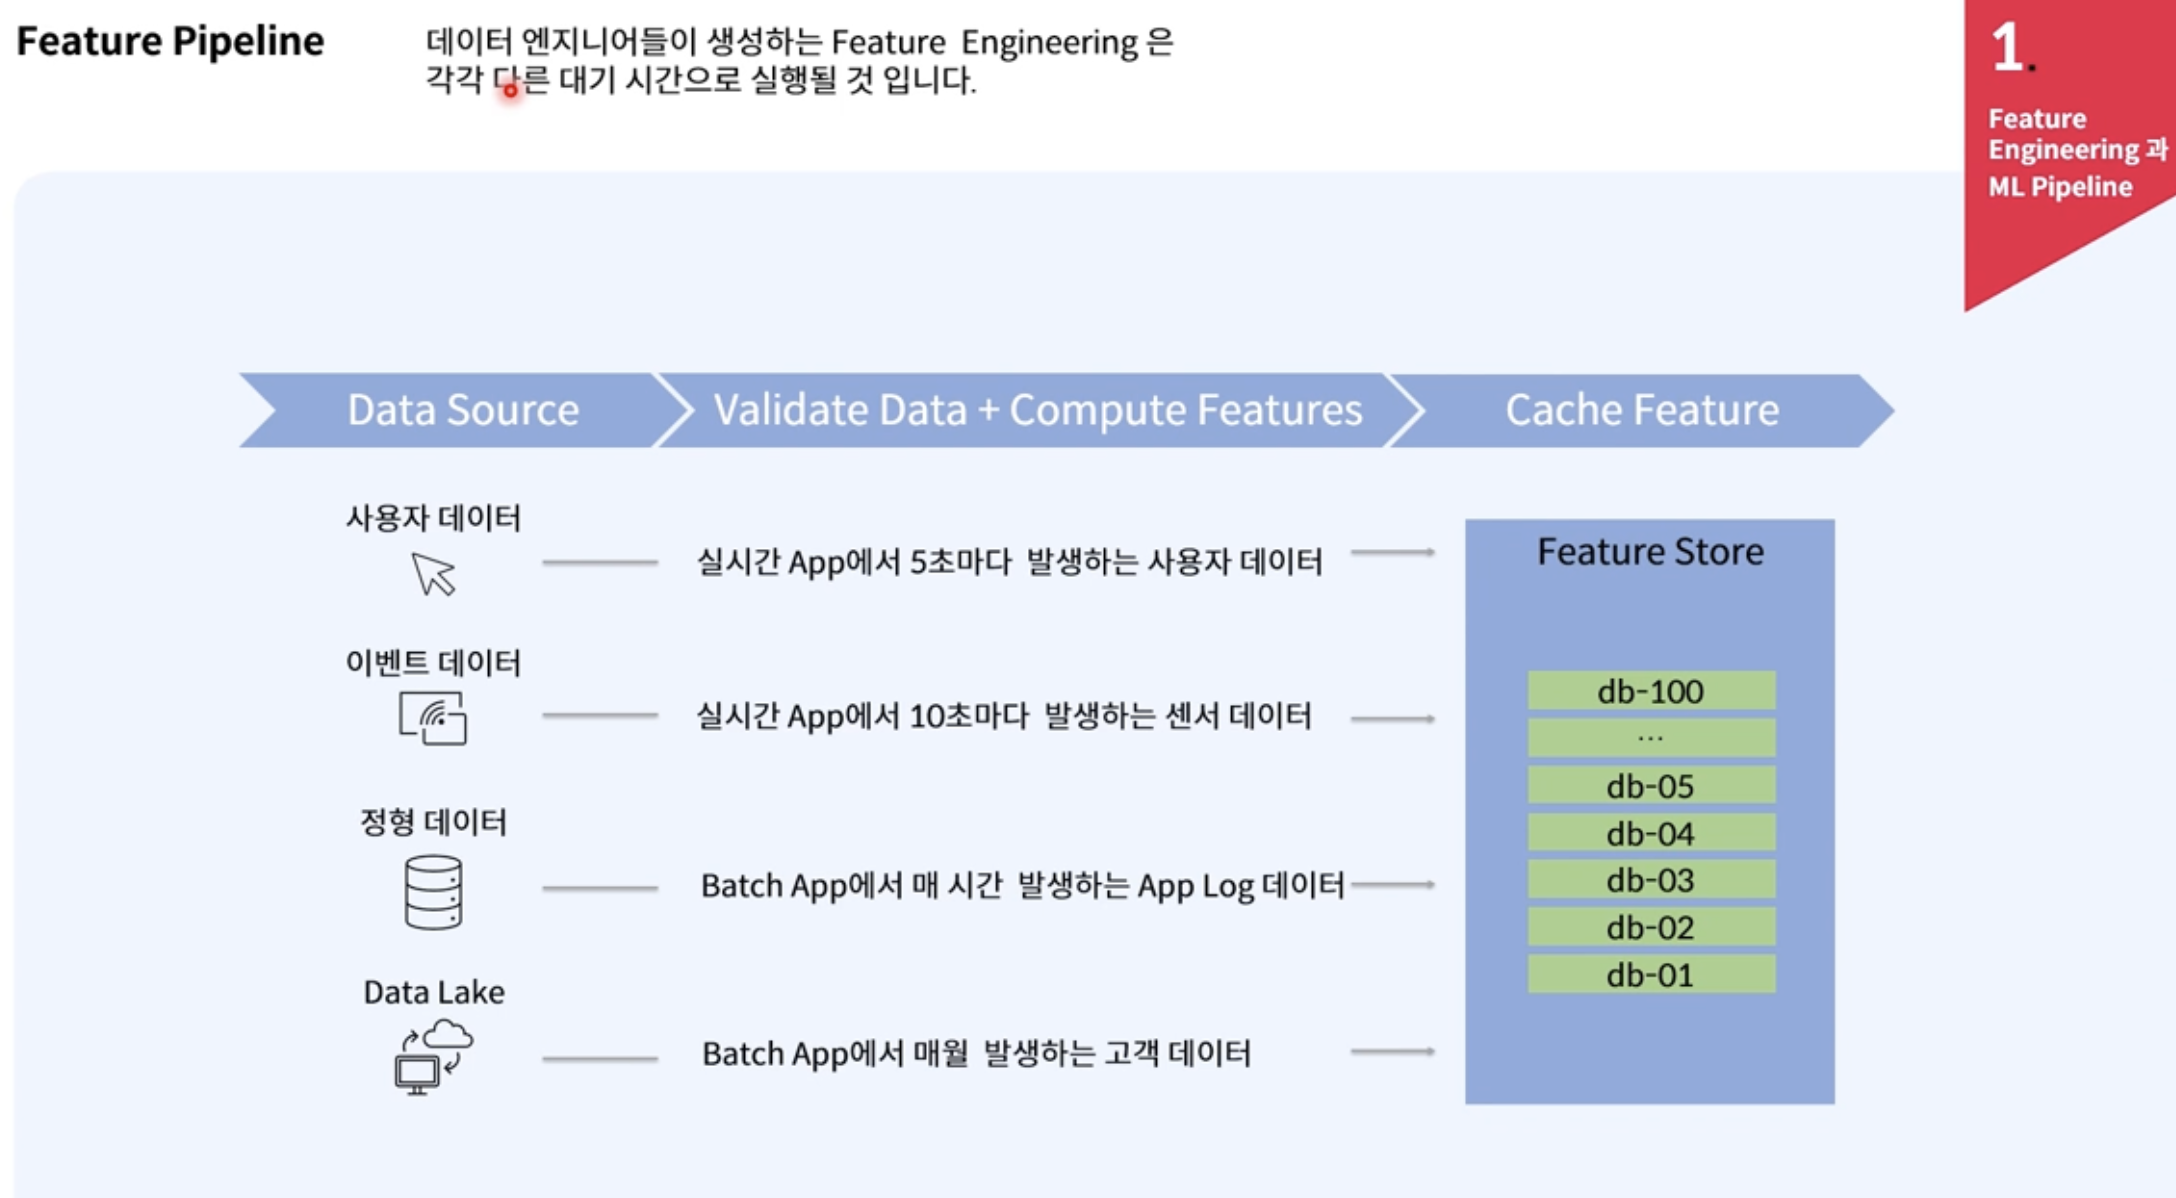 Feature Pipeline
데이터 엔지니어들이 생성하는 Feature Engineering 은
각각 다른 대기 시간으로 실행될 것 입니다.
1.
Feature
Engineering 과
ML Pipeline
Data Source
Validate Data + Compute Features
Cache Feature
사용자 데이터
실시간 App에서 5초마다 발생하는 사용자 데이터
이벤트 데이터
실시간 App에서 10초마다 발생하는 센서 데이터
정형 데이터
Batch App에서 매 시간 발생하는 App Log 데이터
Data Lake
Batch App에서 매월 발생하는 고객 데이터
Feature Store
db-100
...
db-05
db-04
db-03
db-02
db-01